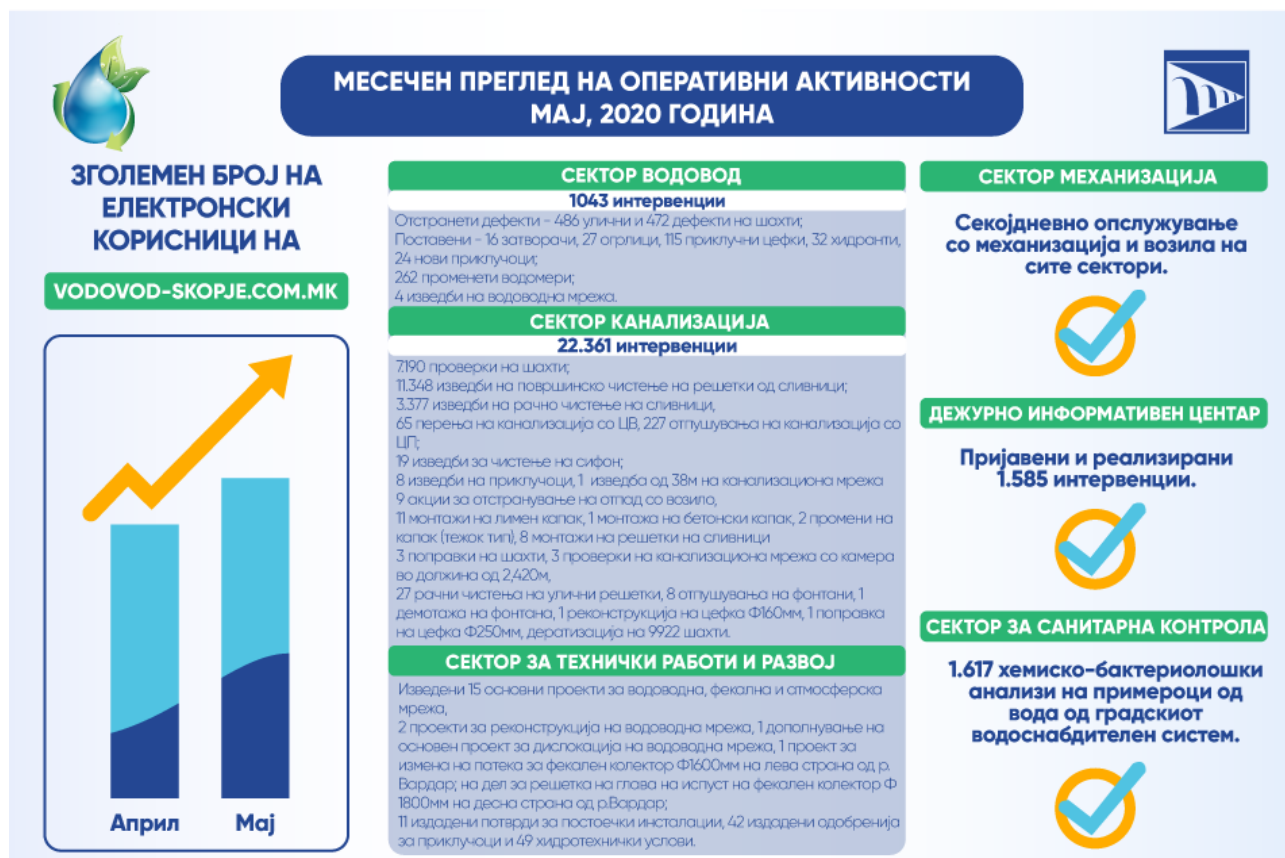 МЕСЕЧЕН ПРЕГЛЕД НА ОПЕРАТИВНИ АКТИВНОСТИ
МАЈ, 2020 ГОДИНА
ЗГОЛЕМЕН БРОЈ НА
ЕЛЕКТРОНСКИ
КОРИСНИЦИ НА
VODOVOD-SKOPJE.COM.MK
Април
Мај
СЕКТОР ВОДОВОД
1043 интервенции
Отстранети дефекти - 486 улични и 472 дефекти на шахти;
Поставени - 16 затворачи, 27 огрлици, 115 приклучни цефки, 32 хидранти,
24 нови приклучоци;
262 променети водомери;
4 изведби на водоводна мрежа.
СЕКТОР КАНАЛИЗАЦИЈА
22.361 интервенции
7.190 проверки на шахти;
11.348 изведби на површинско чистење на решетки од сливници;
3.377 изведби на рачно чистење на сливници,
65 перења на канализација со ЦВ, 227 отпушувања на канализација со
ЦП;
19 изведби за чистење на сифон;
8 изведби на приклучоци, 1 изведба од 38м на канализациона мрежа
9 акции за отстранување на отпад со возило,
11 монтажи на лимен капак, 1 монтажа на бетонски капак, 2 промени на
капак (тежок тип), 8 монтажи на решетки на сливници
3 поправки на шахти, 3 проверки на канализациона мрежа со камера
во должина од 2,420м,
27 рачни чистења на улични решетки, 8 отпушувања на фонтани, 1
демотажа на фонтана, 1 реконструкција на цефка Ф160мм, 1 поправка
на цефка Ф250мм, дератизација на 9922 шахти.
СЕКТОР ЗА ТЕХНИЧКИ РАБОТИ И РАЗВОЈ
Изведени 15 основни проекти за водоводна, фекална и атмосферска
мрежа,
2 проекти за реконструкција на водоводна мрежа, 1 дополнување на
основен проект за дислокација на водоводна мрежа, 1 проект за
измена на патека за фекален колектор Ф1600мм на лева страна од р.
Вардар; на дел за решетка на глава на испуст на фекален колектор Ф
1800мм на десна страна од р.Вардар;
11 издадени потврди за постоечки инсталации, 42 издадени одобренија
за приклучоци и 49 хидротехнички услови.
СЕКТОР МЕХАНИЗАЦИЈА
Секојдневно опслужување
со механизација и возила на
сите сектори.
ДЕЖУРНО ИНФОРМАТИВЕН ЦЕНТАР
Пријавени и реализирани
1.585 интервенции.
СЕКТОР ЗА САНИТАРНА КОНТРОЛА
1.617 хемиско-бактериолошки
анализи на примероци од
вода од градскиот
водоснабдителен систем.